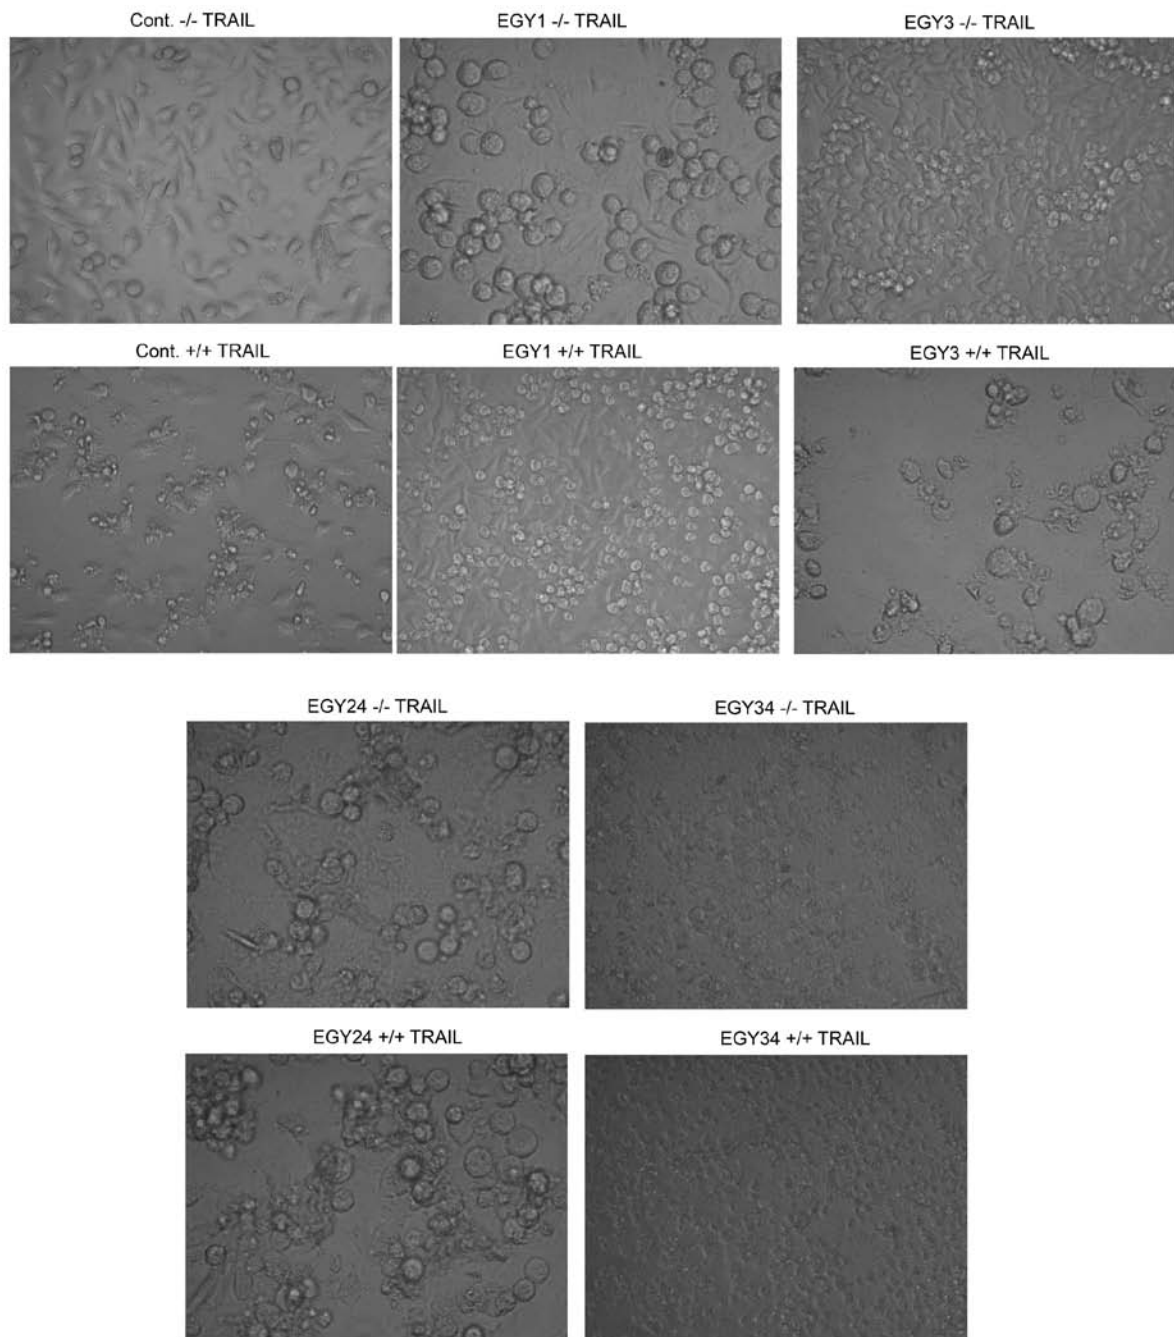 Cont. -/- TRAIL
EGY1 -/- TRAIL
EGY3 -/- TRAIL
Cont. +/+ TRAIL
EGY1 +/+ TRAIL
EGY3 +/+ TRAIL
EGY24 -/- TRAIL
EGY34 -/- TRAIL
EGY24 +/+ TRAIL
EGY34 +/+ TRAIL